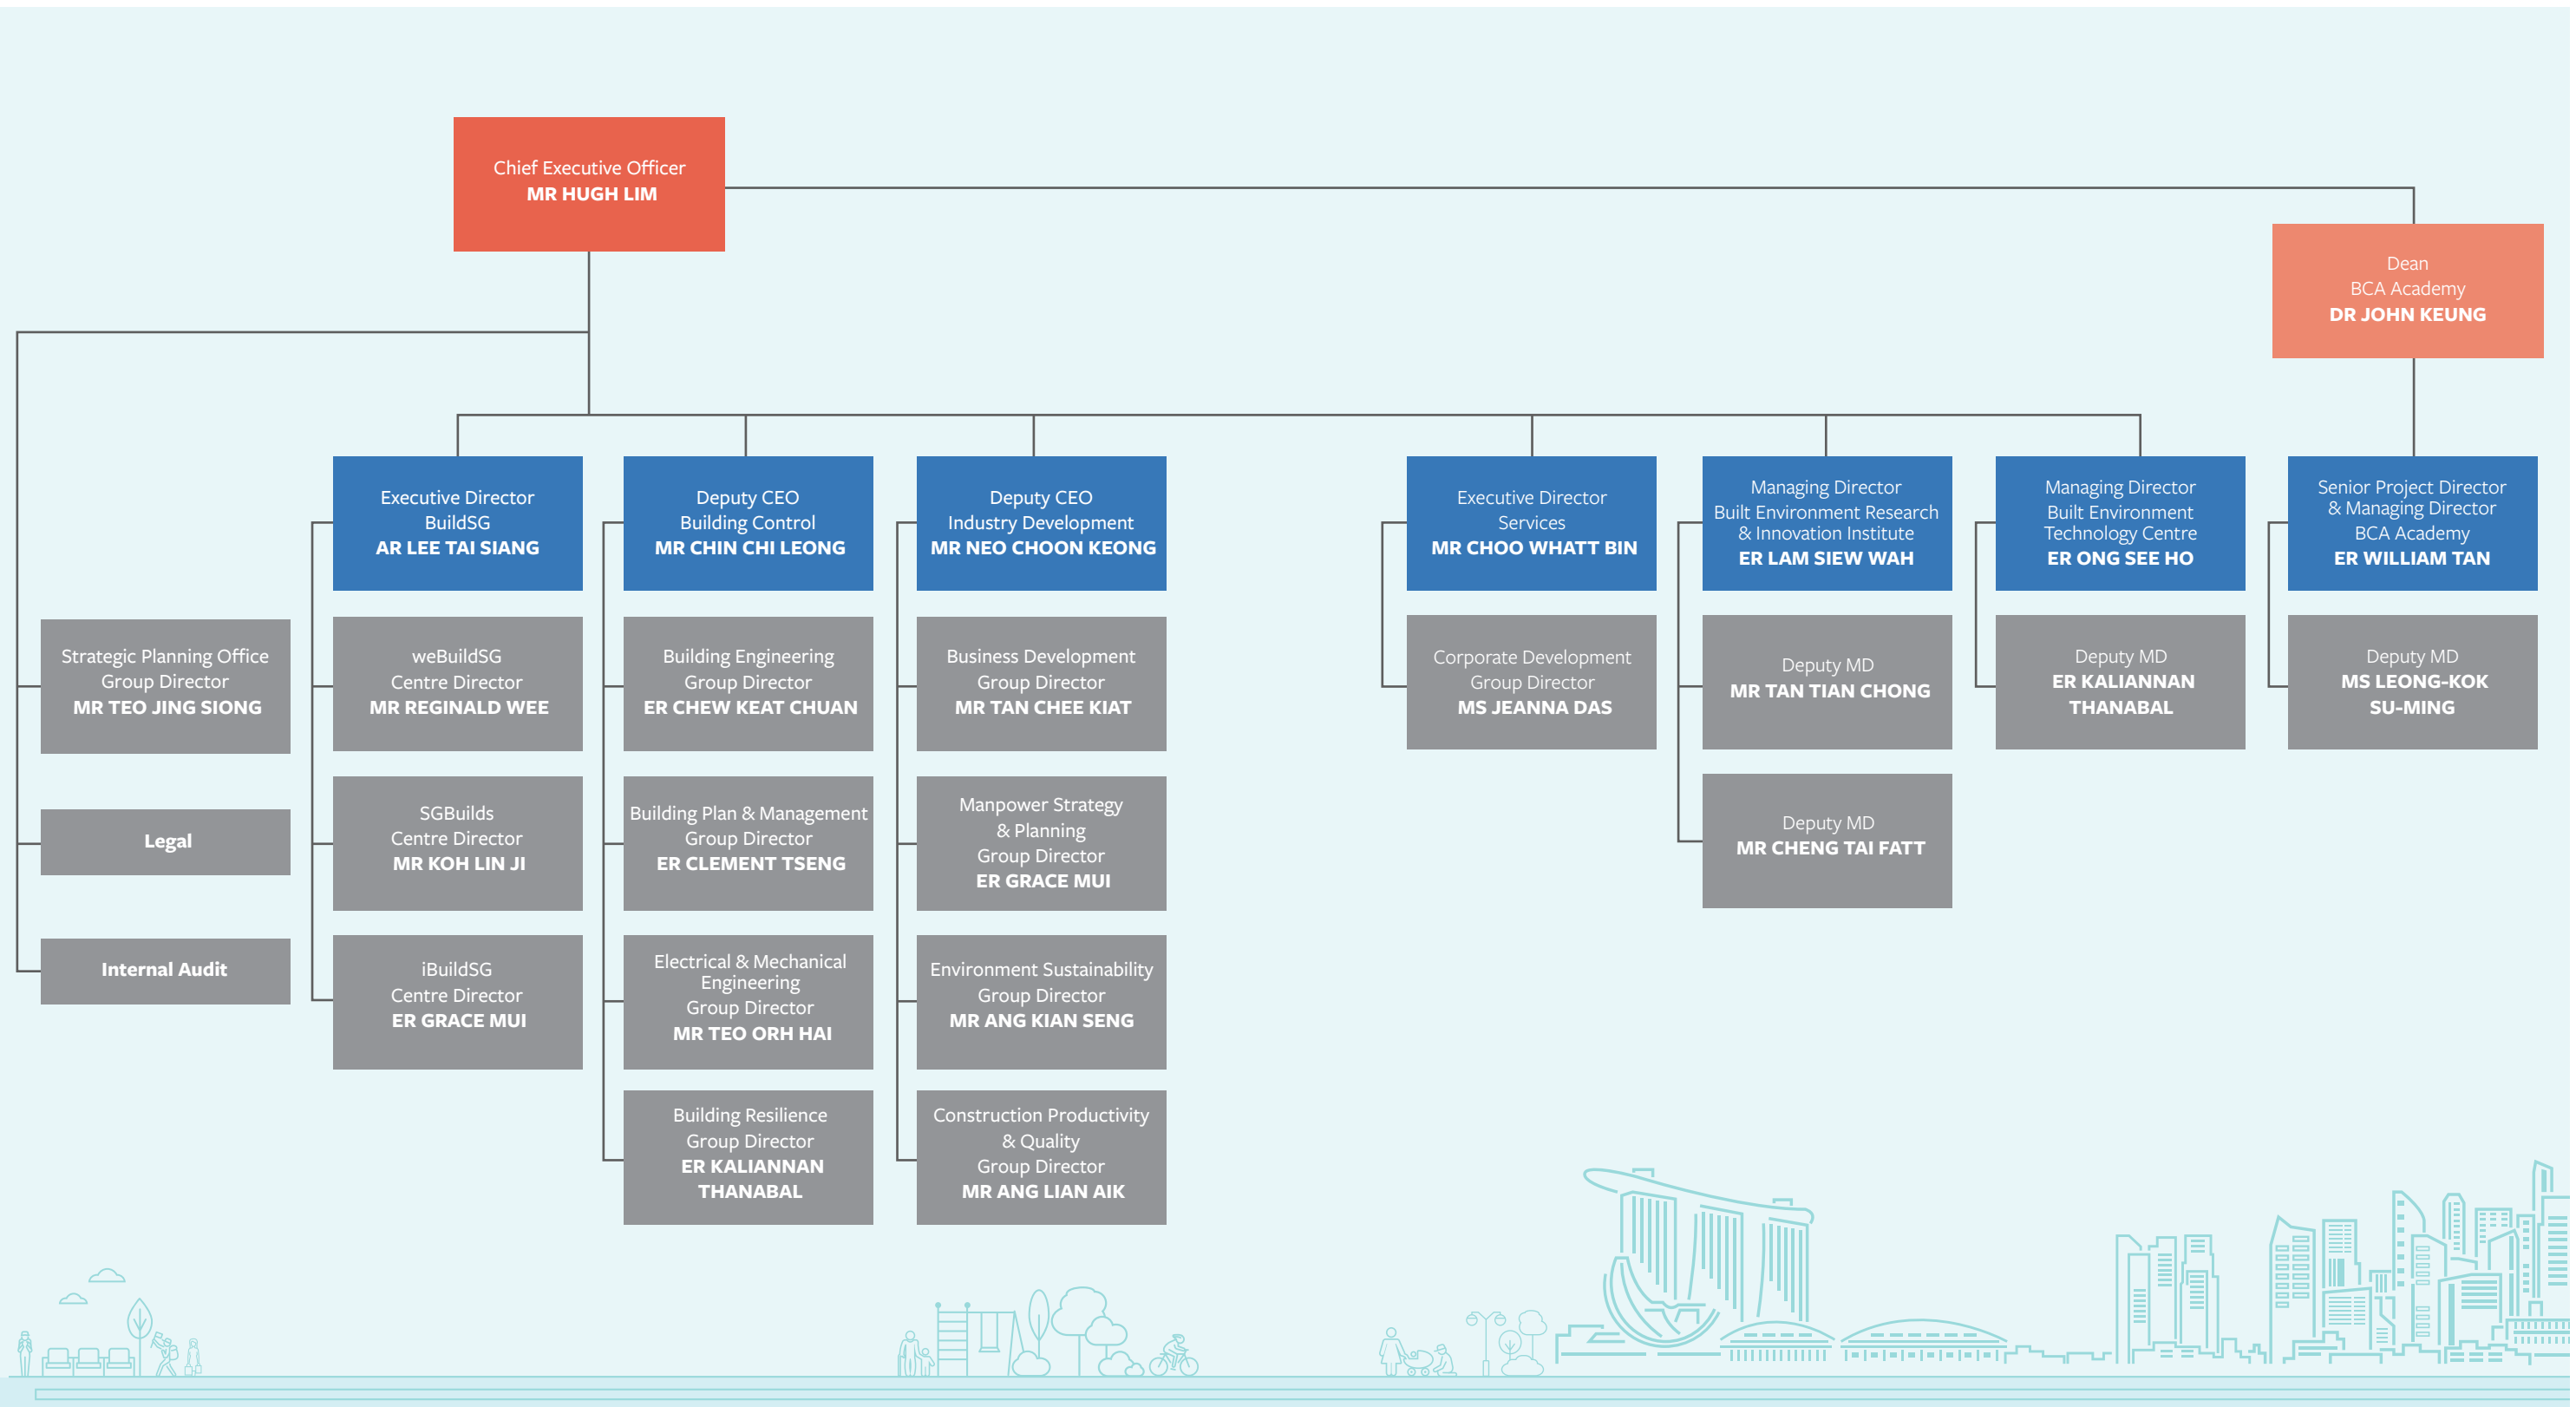 Chief Executive Officer
MR HUGH LIM
Dean
BCA Academy
DR JOHN KEUNG
Strategic Planning Office
Group Director
MR TEO JING SIONG
Legal
Internal Audit
Executive Director
BuildSG
AR LEE TAI SIANG
weBuildSG
Centre Director
MR REGINALD WEE
SGBuilds
Centre Director
MR KOH LIN JI
iBuildSG
Centre Director
ER GRACE MUI
Deputy CEO
Building Control
MR CHIN CHI LEONG
Building Engineering
Group Director
ER CHEW KEAT CHUAN
Building Plan & Management
Group Director
ER CLEMENT TSENG
Electrical & Mechanical
Engineering
Group Director
MR TEO ORH HAI
Building Resilience
Group Director
ER KALIANNAN
THANABAL
Deputy CEO
Industry Development
MR NEO CHOON KEONG
Business Development
Group Director
MR TAN CHEE KIAT
Manpower Strategy
& Planning
Group Director
ER GRACE MUI
Environment Sustainability
Group Director
MR ANG KIAN SENG
Construction Productivity
& Quality
Group Director
MR ANG LIAN AIK
Executive Director
Services
MR CHOO WHATT BIN
Corporate Development
Group Director
MS JEANNA DAS
Managing Director
Built Environment Research
& Innovation Institute
ER LAM SIEW WAH
Deputy MD
MR TAN TIAN CHONG
Deputy MD
MR CHENG TAI FATT
Managing Director
Built Environment
Technology Centre
ER ONG SEE HO
Deputy MD
ER KALIANNAN
THANABAL
Senior Project Director
& Managing Director
BCA Academy
ER WILLIAM TAN
Deputy MD
MS LEONG-KOK
SU-MING